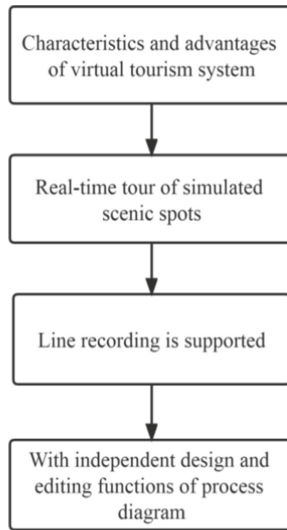 Characteristics and advantages
of virtual tourism system
Real-time tour of simulated
scenic spots
Line recording is supported
With independent design and
editing functions of process
diagram